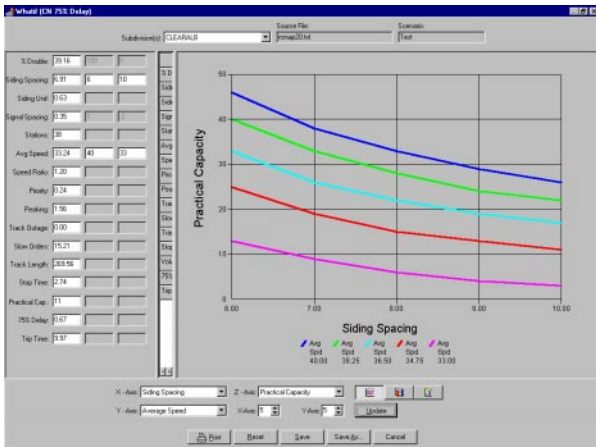 WhatIf (CN 75% Delay)
Source File: Scenario:
Subdivision(s): CLEARALB Test
% Double: 39.16 100
Siding Spacing: 6.91 6 10
Siding Unif: 0.63
Signal Spacing: 0.35
Stations: 38
Avg Speed: 33.24 40 33
Speed Ratio: 1.20
Priority: 0.24
Peaking: 1.96
Track Outage: 0.00
Slow Orders: 15.21
Track Length: 268.56
Stop Time: 2.74
Practical Cap.: 11
75% Delay: 0.67
Trip Time: 9.97
Practical Capacity
50
40
30
20
10
0
6.00 7.00 8.00 9.00 10.00
Siding Spacing
Avg Avg Avg Avg Avg
Spd Spd Spd Spd Spd
40.00 38.25 36.50 34.75 33.00
X - Axis: Siding Spacing Z - Axis: Practical Capacity
Y - Axis: Average Speed X-Axis: 5 Y-Axis: 5 Update
Print Reset Save Save As... Cancel